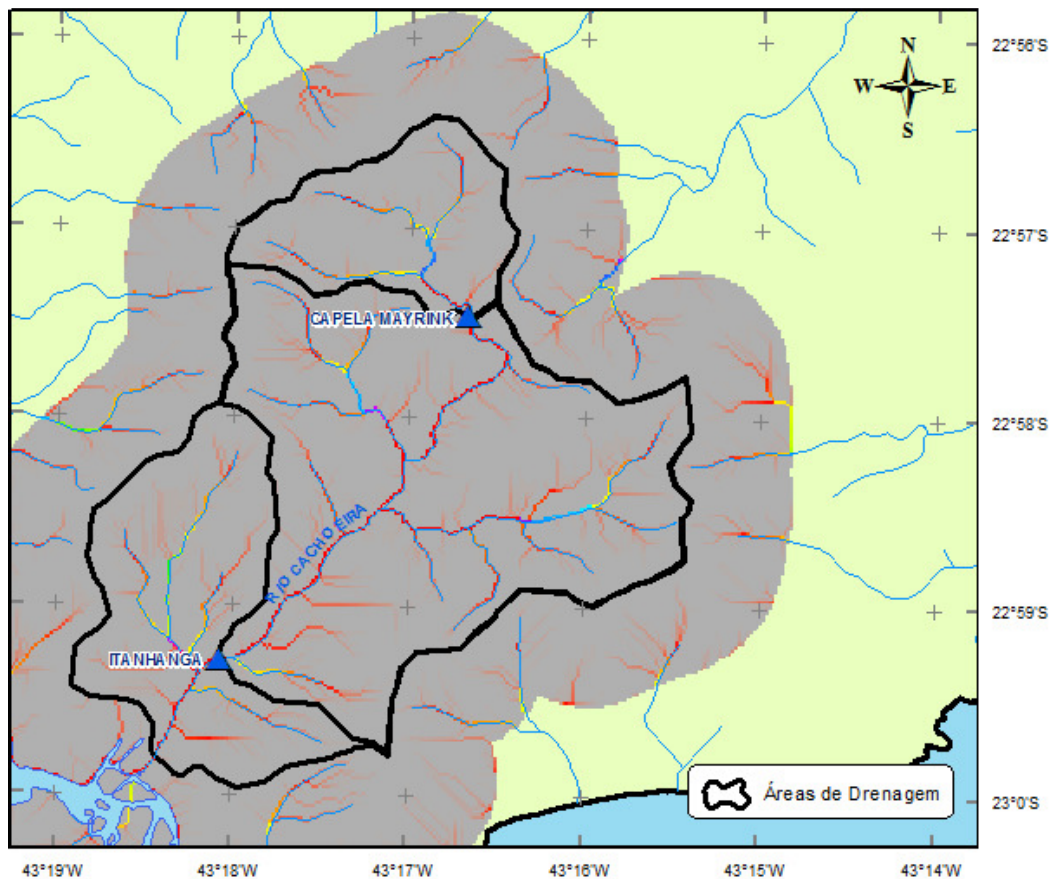 N
W E
S
22°56'S
22°57'S
CAPELA MAYRINK
22°58'S
RIO CACHOEIRA
22°59'S
ITANHANGA
Áreas de Drenagem
23°0'S
43°19'W 43°18'W 43°17'W 43°16'W 43°15'W 43°14'W